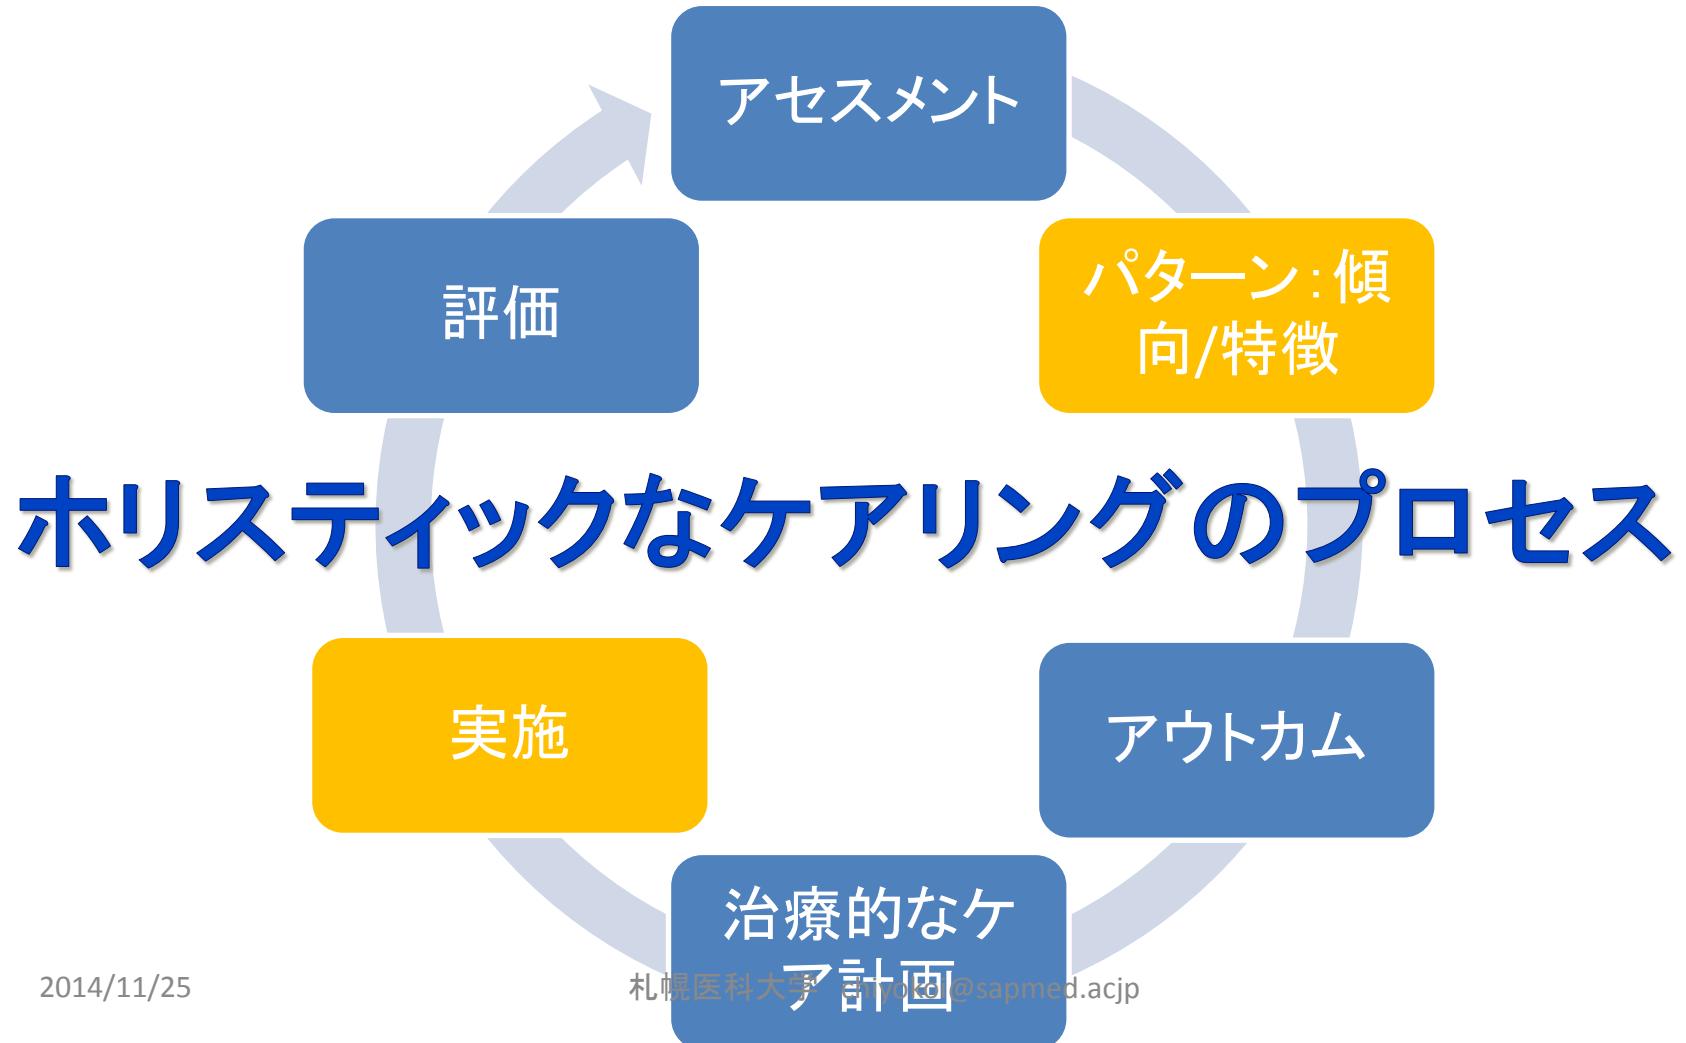 アセスメント
パターン：傾
向/特徴
評価
ホリスティックなケアリングのプロセス
実施
アウトカム
治療的なケ
ア計画
2014/11/25
札幌医科大学 chiyokoi@sapmed.acjp